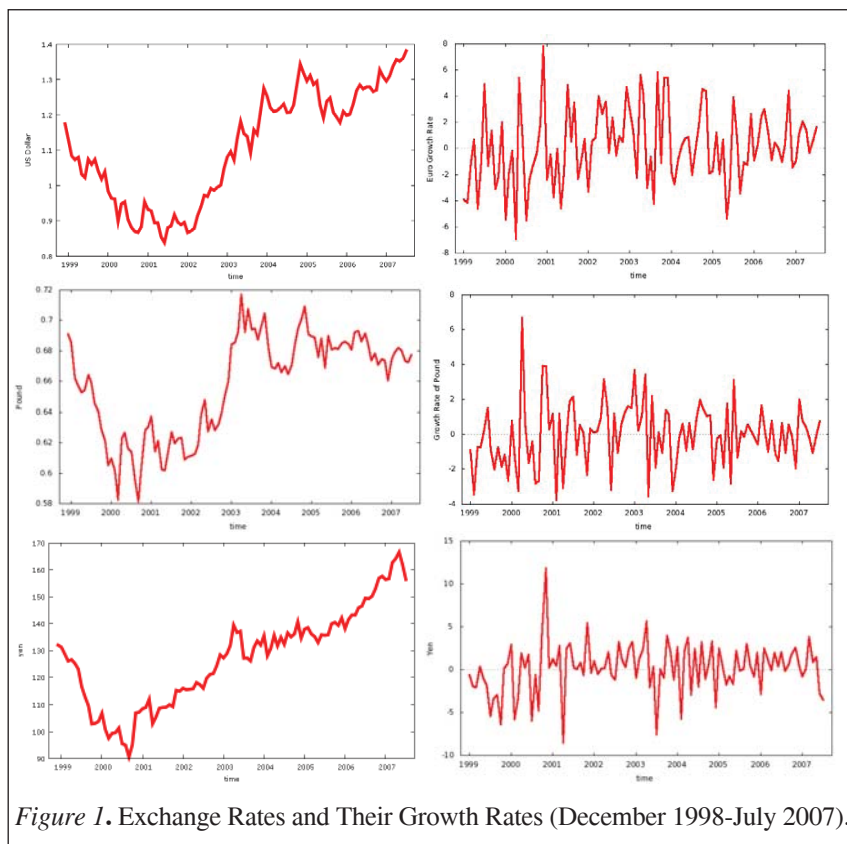 1.4
1.3
1.2
1.1
1
0.9
0.8
US Dollar
1999 2000 2001 2002 2003 2004 2005 2006 2007
time
8
6
4
2
0
-2
-4
-6
-8
Euro Growth Rate
1999 2000 2001 2002 2003 2004 2005 2006 2007
time
0.72
0.7
0.68
0.66
0.64
0.62
0.6
0.58
Pound
1999 2000 2001 2002 2003 2004 2005 2006 2007
time
8
6
4
2
0
-2
-4
Growth Rate of Pound
1999 2000 2001 2002 2003 2004 2005 2006 2007
time
170
160
150
140
130
120
110
100
90
yen
1999 2000 2001 2002 2003 2004 2005 2006 2007
time
15
10
5
0
-5
-10
Yen
1999 2000 2001 2002 2003 2004 2005 2006 2007
time
Figure 1. Exchange Rates and Their Growth Rates (December 1998-July 2007).